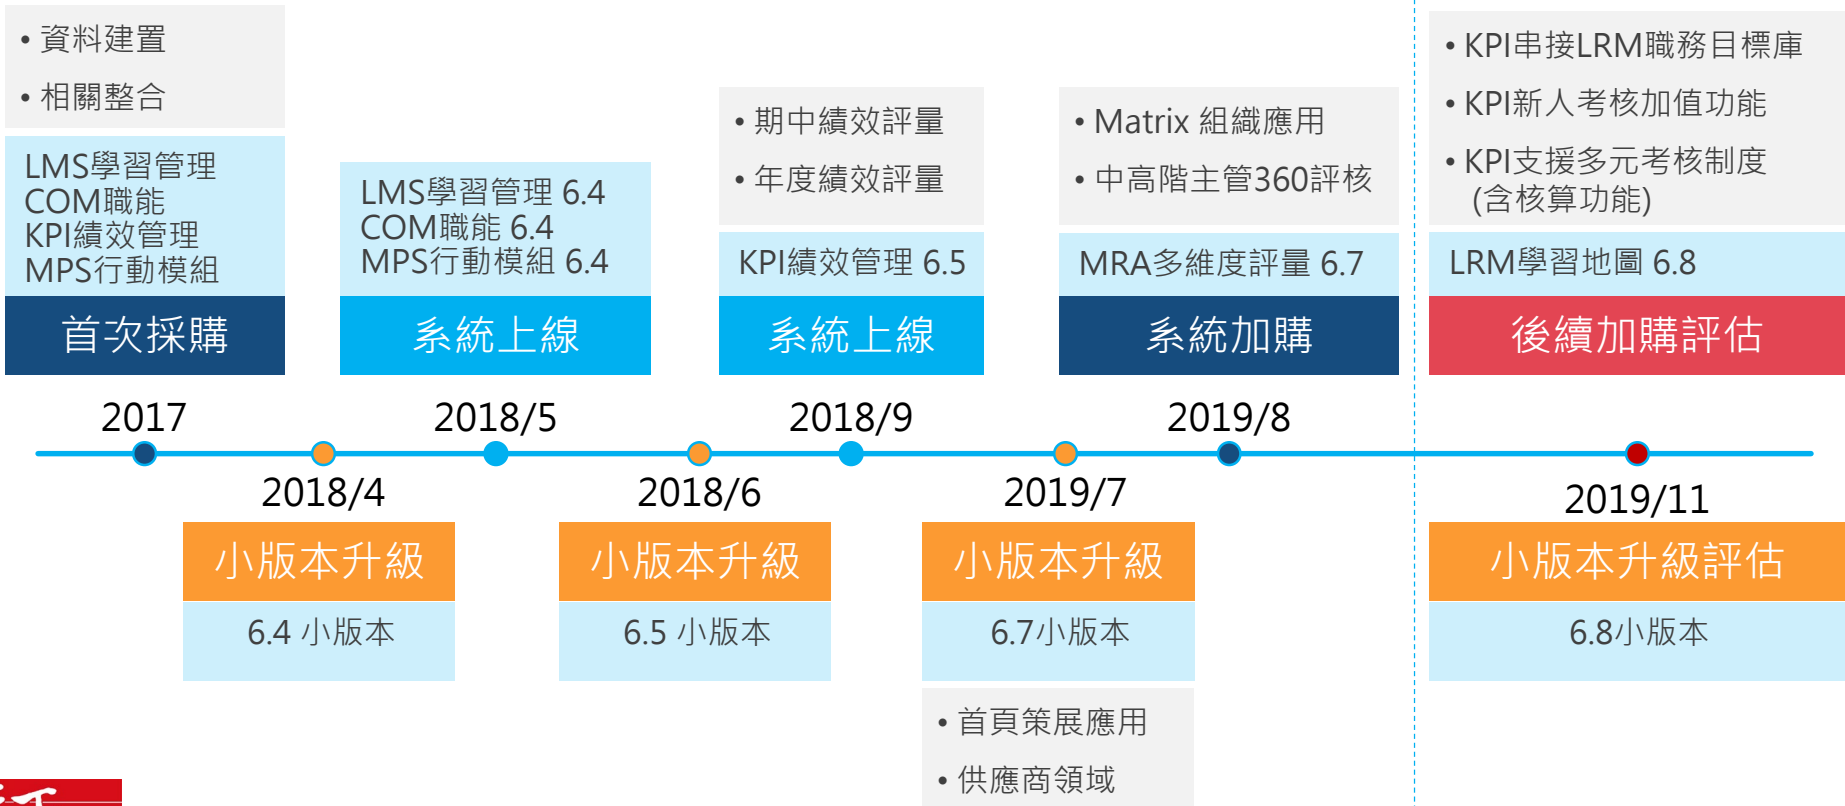 • 資料建置
• 相關整合
LMS學習管理
COM職能
KPI績效管理
MPS行動模組
首次採購
2017
LMS學習管理 6.4
COM職能 6.4
MPS行動模組 6.4
系統上線
2018/5
• 期中績效評量
• 年度績效評量
KPI績效管理 6.5
系統上線
2018/9
• Matrix 組織應用
• 中高階主管360評核
MRA多維度評量 6.7
系統加購
2019/8
• KPI串接LRM職務目標庫
• KPI新人考核加值功能
• KPI支援多元考核制度
(含核算功能)
LRM學習地圖 6.8
後續加購評估
2018/4
小版本升級
6.4 小版本
2018/6
小版本升級
6.5 小版本
2019/7
小版本升級
6.7小版本
• 首頁策展應用
• 供應商領域
2019/11
小版本升級評估
6.8小版本